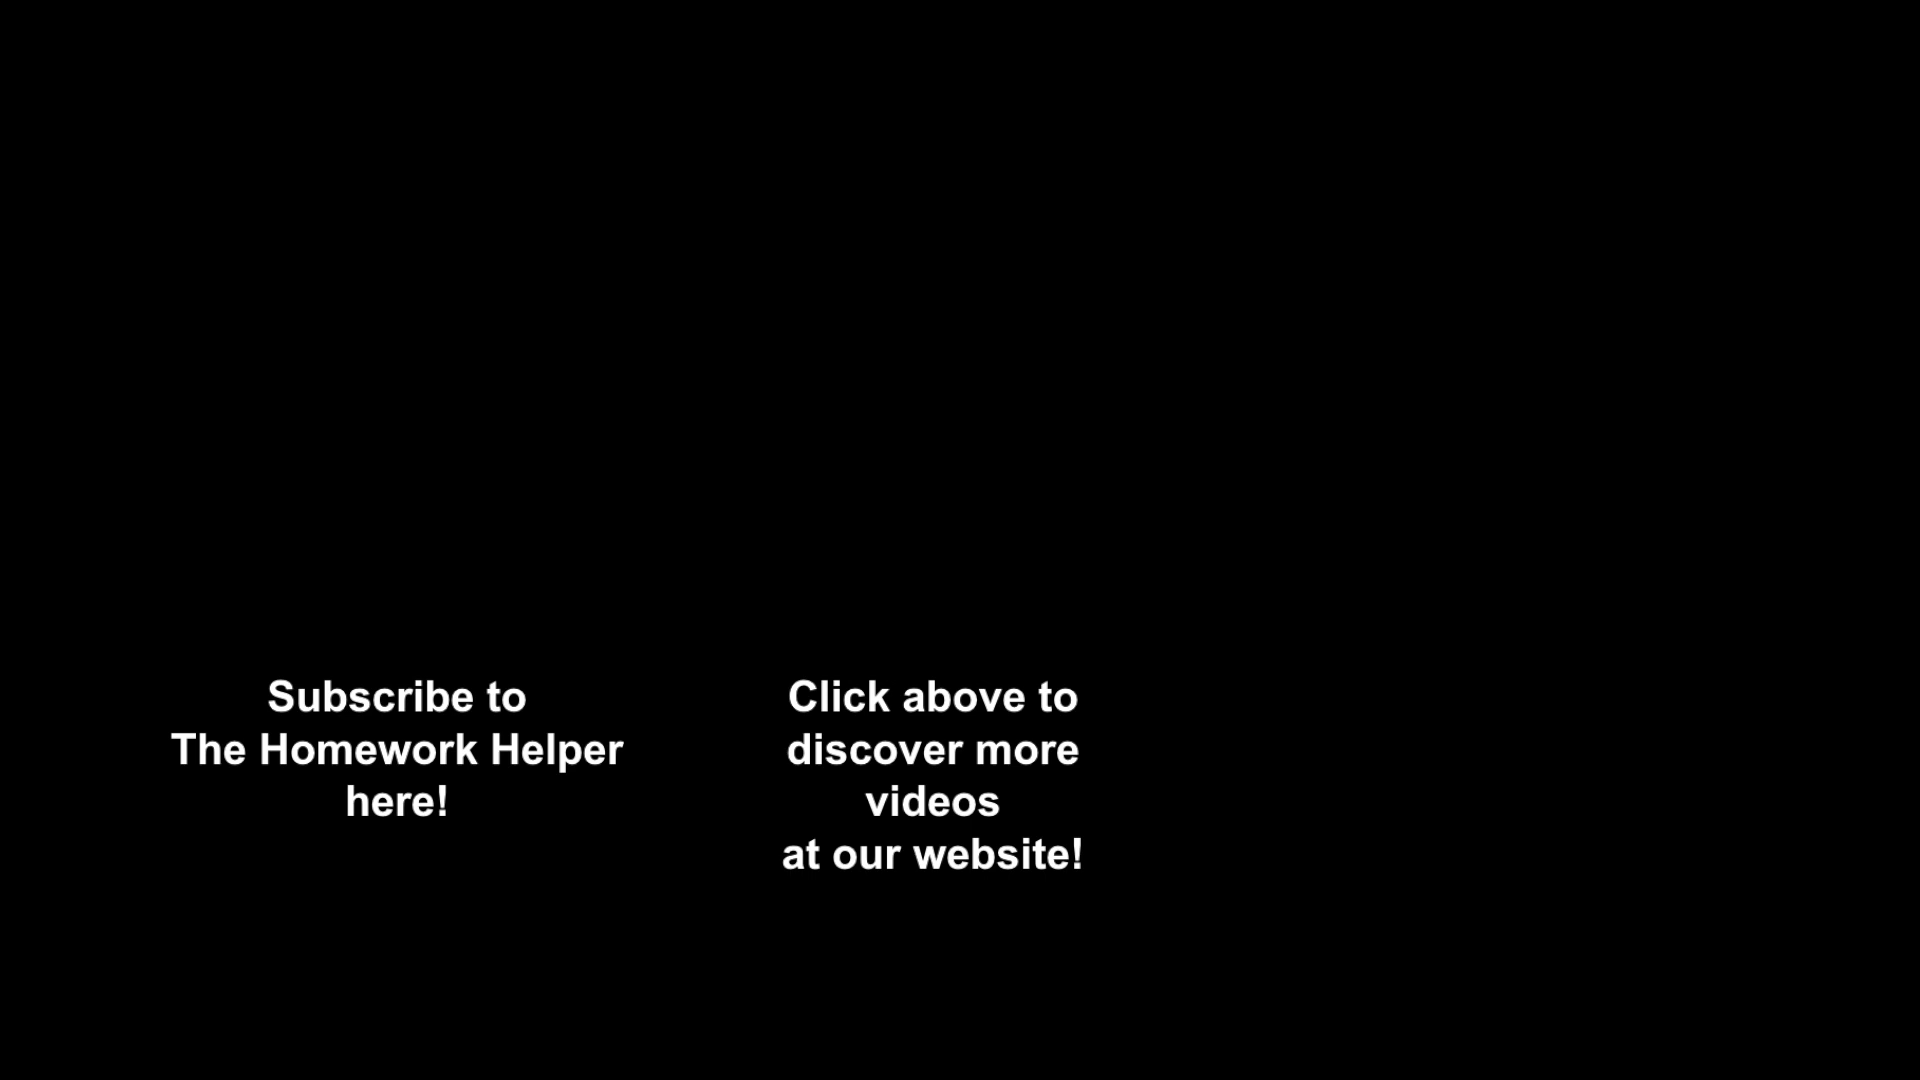 Subscribe to
The Homework Helper
here!
Click above to
discover more
videos
at our website!